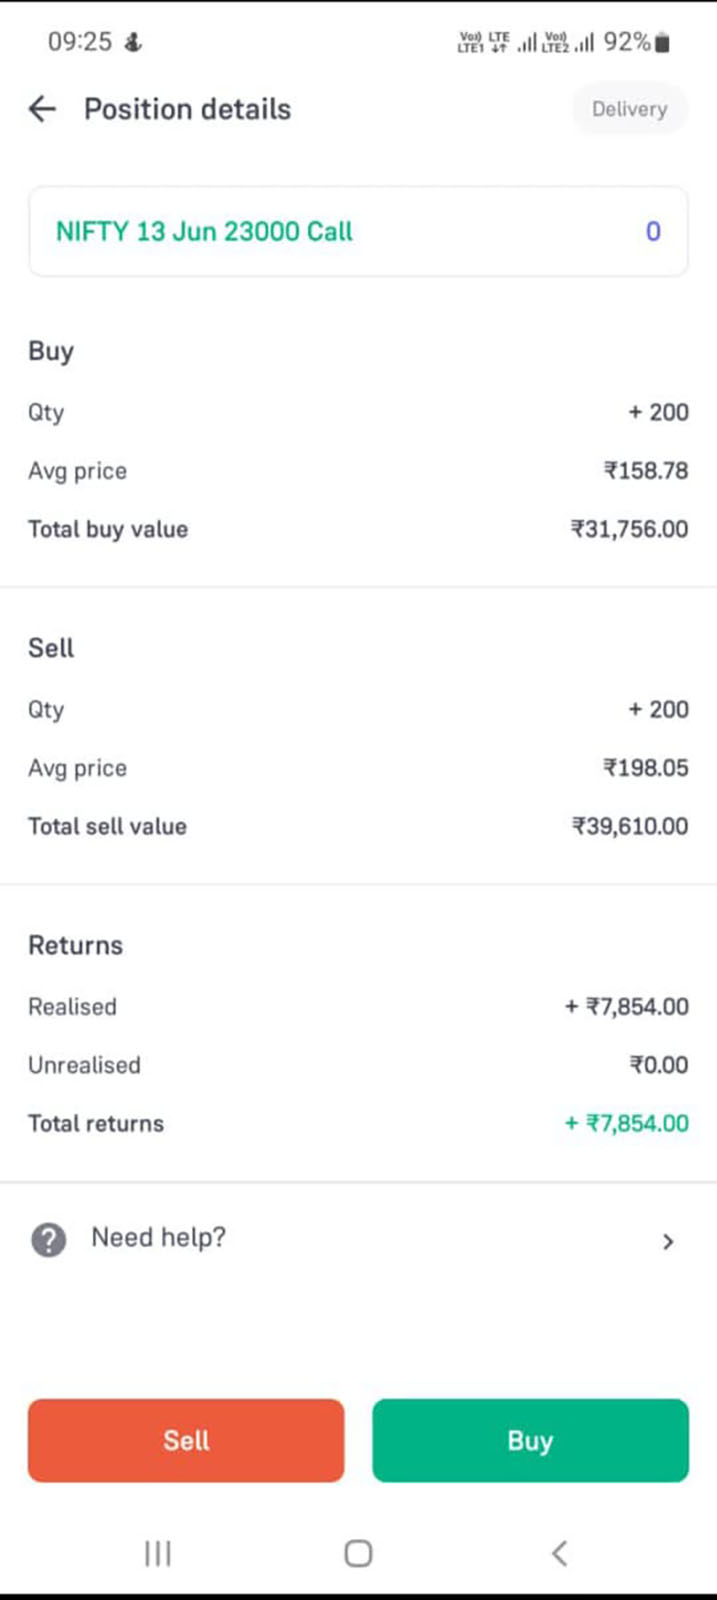 09:25 Vo)) LTE LTE1 Vo)) LTE2 92%
Position details Delivery
NIFTY 13 Jun 23000 Call 0
Buy
Qty + 200
Avg price ₹158.78
Total buy value ₹31,756.00
Sell
Qty + 200
Avg price ₹198.05
Total sell value ₹39,610.00
Returns
Realised + ₹7,854.00
Unrealised ₹0.00
Total returns + ₹7,854.00
? Need help? >
Sell Buy